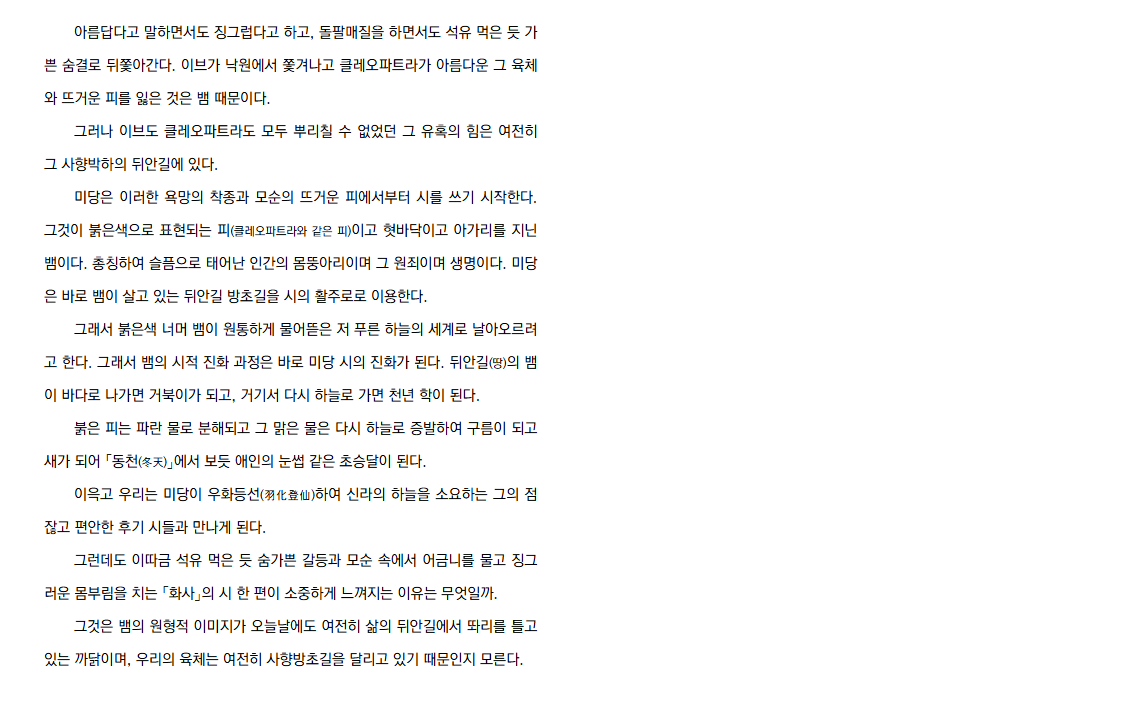 아름답다고 말하면서도 징그럽다고 하고, 돌팔매질을 하면서도 석유 먹은 듯 가
쁜 숨결로 뒤쫓아간다. 이브가 낙원에서 쫓겨나고 클레오파트라가 아름다운 그 육체
와 뜨거운 피를 잃은 것은 뱀 때문이다.
그러나 이브도 클레오파트라도 모두 뿌리칠 수 없었던 그 유혹의 힘은 여전히
그 사향박하의 뒤안길에 있다.
미당은 이러한 욕망의 착종과 모순의 뜨거운 피에서부터 시를 쓰기 시작한다.
그것이 붉은색으로 표현되는 피(클레오파트라와 같은 피)이고 혓바닥이고 아가리를 지닌
뱀이다. 총칭하여 슬픔으로 태어난 인간의 몸뚱아리이며 그 원죄이며 생명이다. 미당
은 바로 뱀이 살고 있는 뒤안길 방초길을 시의 활주로로 이용한다.
그래서 붉은색 너머 뱀이 원통하게 물어뜯은 저 푸른 하늘의 세계로 날아오르려
고 한다. 그래서 뱀의 시적 진화 과정은 바로 미당 시의 진화가 된다. 뒤안길(땅)의 뱀
이 바다로 나가면 거북이가 되고, 거기서 다시 하늘로 가면 천년 학이 된다.
붉은 피는 파란 물로 분해되고 그 맑은 물은 다시 하늘로 증발하여 구름이 되고
새가 되어 「동천(冬天)」에서 보듯 애인의 눈썹 같은 초승달이 된다.
이윽고 우리는 미당이 우화등선(羽化登仙)하여 신라의 하늘을 소요하는 그의 점
잖고 편안한 후기 시들과 만나게 된다.
그런데도 이따금 석유 먹은 듯 숨가쁜 갈등과 모순 속에서 어금니를 물고 징그
러운 몸부림을 치는 「화사」의 시 한 편이 소중하게 느껴지는 이유는 무엇일까.
그것은 뱀의 원형적 이미지가 오늘날에도 여전히 삶의 뒤안길에서 똬리를 틀고
있는 까닭이며, 우리의 육체는 여전히 사향방초길을 달리고 있기 때문인지 모른다.